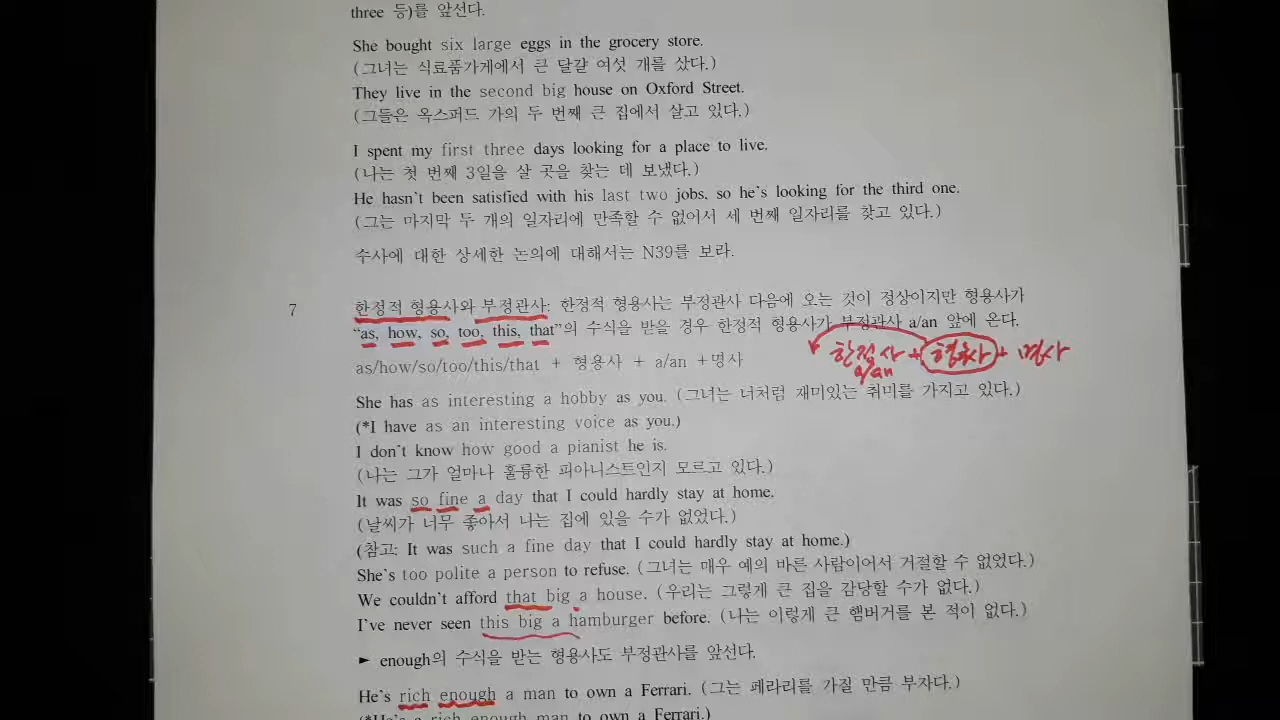 three 등)를 앞선다.
She bought six large eggs in the grocery store.
(그녀는 식료품가게에서 큰 달걀 여섯 개를 샀다.)
They live in the second big house on Oxford Street.
(그들은 옥스퍼드 가의 두 번째 큰 집에서 살고 있다.)
I spent my first three days looking for a place to live.
(나는 첫 번째 3일을 살 곳을 찾는 데 보냈다.)
He hasn't been satisfied with his last two jobs, so he's looking for the third one.
(그는 마지막 두 개의 일자리에 만족할 수 없어서 세 번째 일자리를 찾고 있다.)
수사에 대한 상세한 논의에 대해서는 N39를 보라.
7 한정적 형용사와 부정관사: 한정적 형용사는 부정관사 다음에 오는 것이 정상이지만 형용사가
"as, how, so, too, this, that"의 수식을 받을 경우 한정적 형용사가 부정관사 a/an 앞에 온다.
한정사 + 형용사 + 명사
a/an
as/how/so/too/this/that + 형용사 + a/an +명사
She has as interesting a hobby as you. (그녀는 너처럼 재미있는 취미를 가지고 있다.)
(*I have as an interesting voice as you.)
I don't know how good a pianist he is.
(나는 그가 얼마나 훌륭한 피아니스트인지 모르고 있다.)
It was so fine a day that I could hardly stay at home.
(날씨가 너무 좋아서 나는 집에 있을 수가 없었다.)
(참고: It was such a fine day that I could hardly stay at home.)
She's too polite a person to refuse. (그녀는 매우 예의 바른 사람이어서 거절할 수 없었다.)
We couldn't afford that big a house. (우리는 그렇게 큰 집을 감당할 수가 없다.)
I've never seen this big a hamburger before. (나는 이렇게 큰 햄버거를 본 적이 없다.)
► enough의 수식을 받는 형용사도 부정관사를 앞선다.
He's rich enough a man to own a Ferrari. (그는 페라리를 가질 만큼 부자다.)
(*He's a rich enough man to own a Ferrari.)